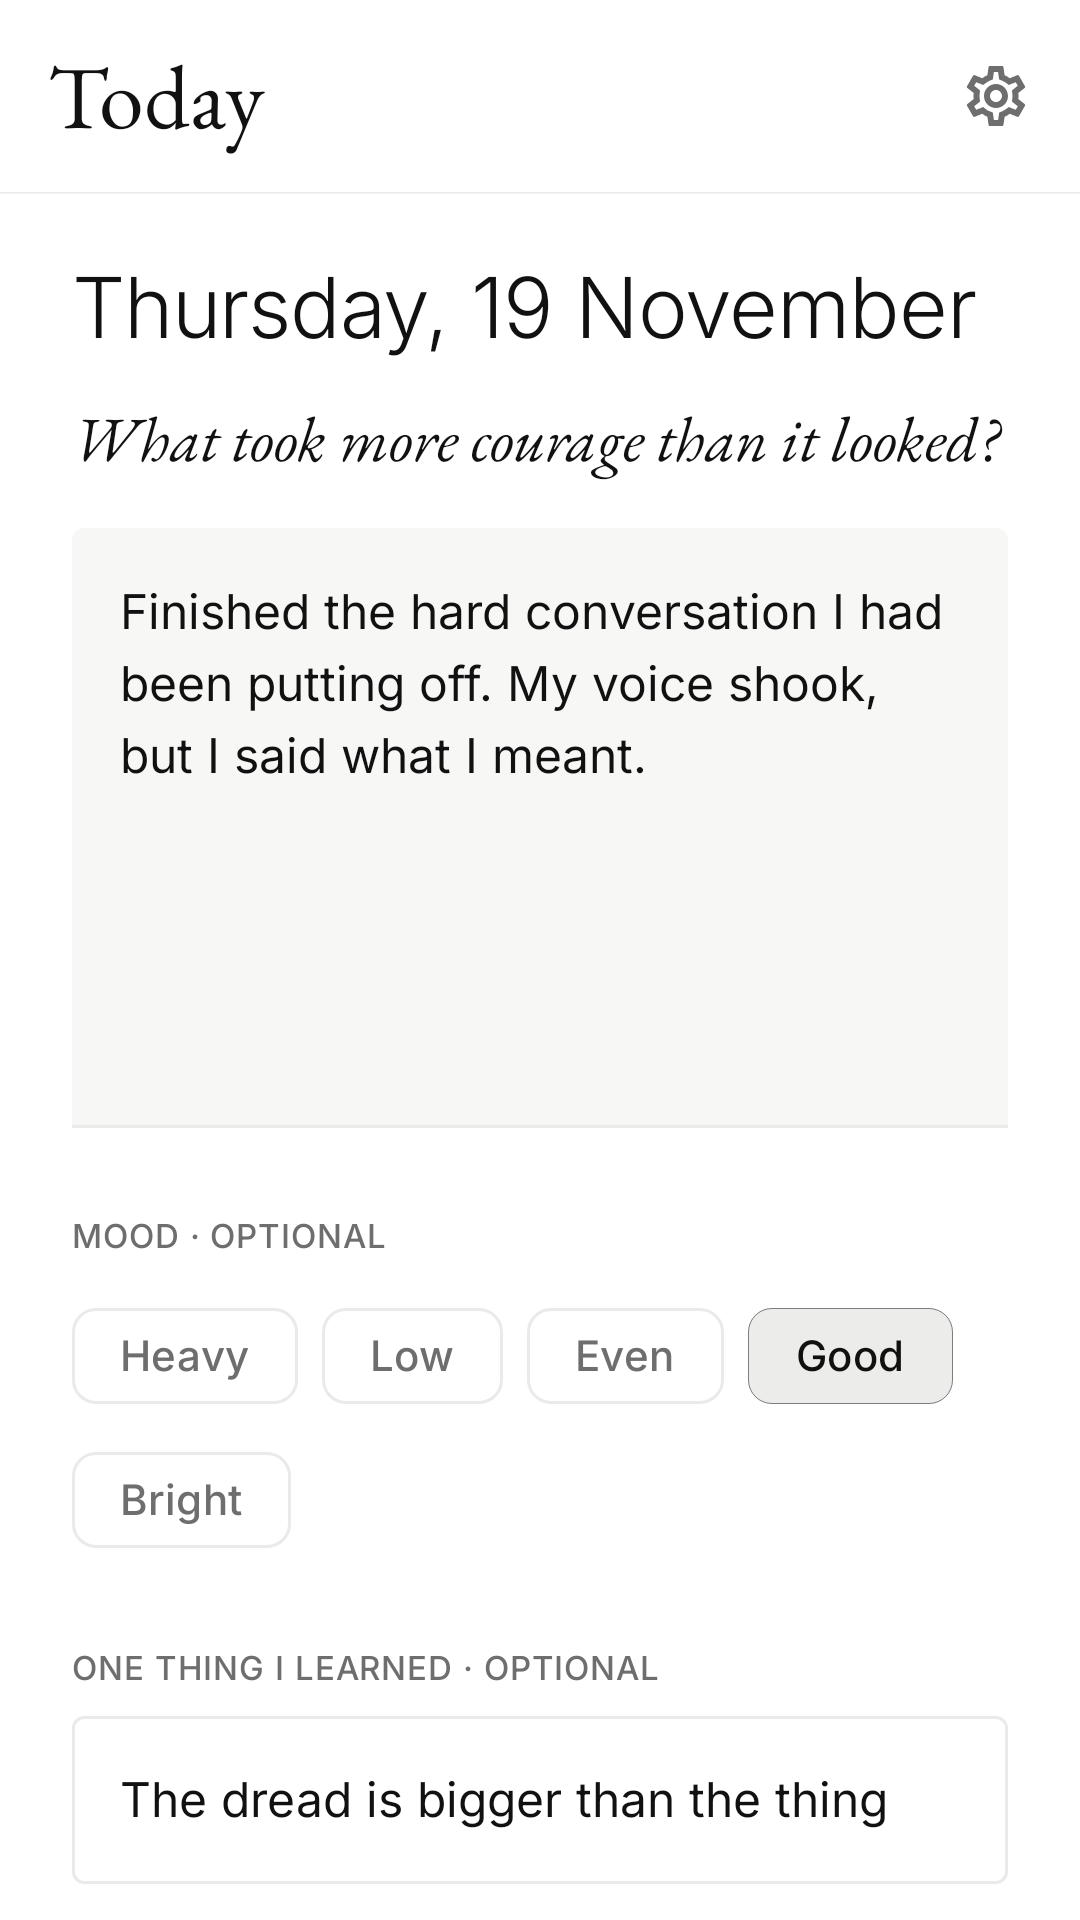 Today
Thursday, 19 November
What took more courage than it looked?
Finished the hard conversation I had
been putting off. My voice shook,
but I said what I meant.
MOOD · OPTIONAL
Heavy
Low
Even
Good
Bright
ONE THING I LEARNED · OPTIONAL
The dread is bigger than the thing